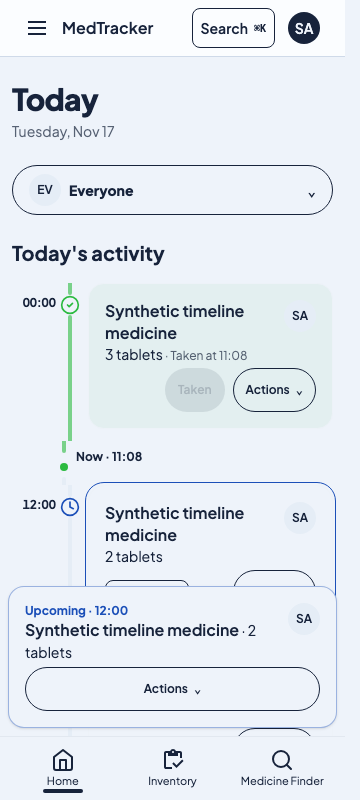 MedTracker
Search ⌘K
SA
Today
Tuesday, Nov 17
EV Everyone
Today's activity
00:00
Synthetic timeline
medicine
SA
3 tablets · Taken at 11:08
Taken
Actions
Now · 11:08
12:00
Synthetic timeline
medicine
SA
2 tablets
Upcoming · 12:00
Synthetic timeline medicine · 2
tablets
SA
Actions
Home
Inventory
Medicine Finder